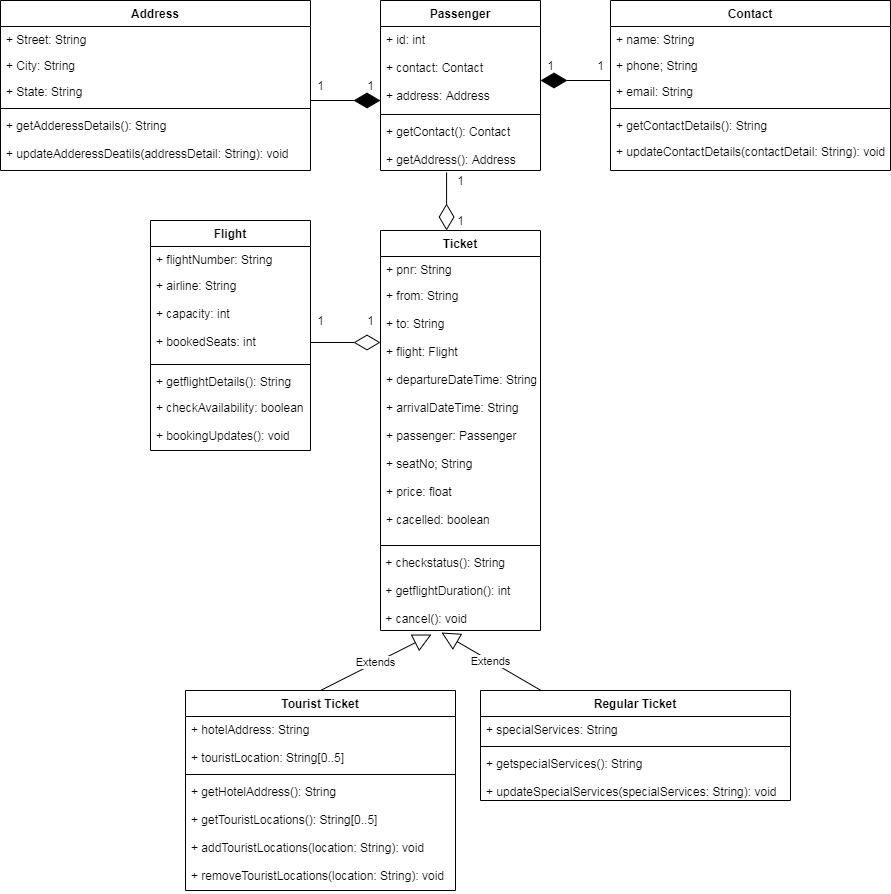 Address
+ Street: String
+ City: String
+ State: String
+ getAdderessDetails(): String
+ updateAdderessDeatils(addressDetail: String): void
1
1
Passenger
+ id: int
+ contact: Contact
+ address: Address
+ getContact(): Contact
+ getAddress(): Address
1
1
Contact
+ name: String
+ phone; String
+ email: String
+ getContactDetails(): String
+ updateContactDetails(contactDetail: String): void
1
1
Flight
+ flightNumber: String
+ airline: String
+ capacity: int
+ bookedSeats: int
+ getflightDetails(): String
+ checkAvailability: boolean
+ bookingUpdates(): void
1
1
Ticket
+ pnr: String
+ from: String
+ to: String
+ flight: Flight
+ departureDateTime: String
+ arrivalDateTime: String
+ passenger: Passenger
+ seatNo; String
+ price: float
+ cacelled: boolean
+ checkstatus(): String
+ getflightDuration(): int
+ cancel(): void
Extends
Extends
Tourist Ticket
+ hotelAddress: String
+ touristLocation: String[0..5]
+ getHotelAddress(): String
+ getTouristLocations(): String[0..5]
+ addTouristLocations(location: String): void
+ removeTouristLocations(location: String): void
Regular Ticket
+ specialServices: String
+ getspecialServices(): String
+ updateSpecialServices(specialServices: String): void